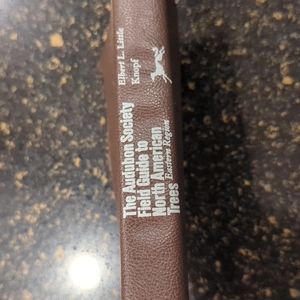 The Audubon Society
Field Guide to
North American
Trees
Eastern Region
Elbert L. Little
Knopf